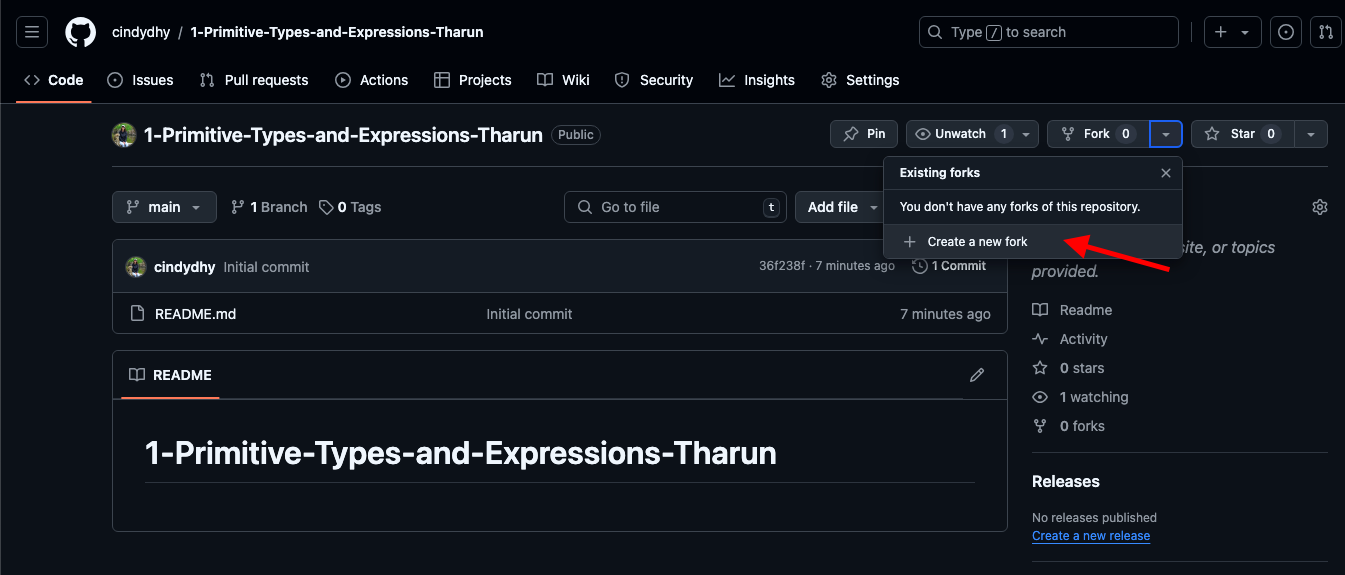 cindydhy / 1-Primitive-Types-and-Expressions-Tharun
Type / to search
Code Issues Pull requests Actions Projects Wiki Security Insights Settings
1-Primitive-Types-and-Expressions-Tharun Public
Pin Unwatch 1 Fork 0 Star 0
Existing forks
You don't have any forks of this repository.
Create a new fork
main 1 Branch 0 Tags Go to file t Add file
cindydhy Initial commit 36f238f · 7 minutes ago 1 Commit
README.md Initial commit 7 minutes ago
README
1-Primitive-Types-and-Expressions-Tharun
site, or topics
provided.
Readme
Activity
0 stars
1 watching
0 forks
Releases
No releases published
Create a new release